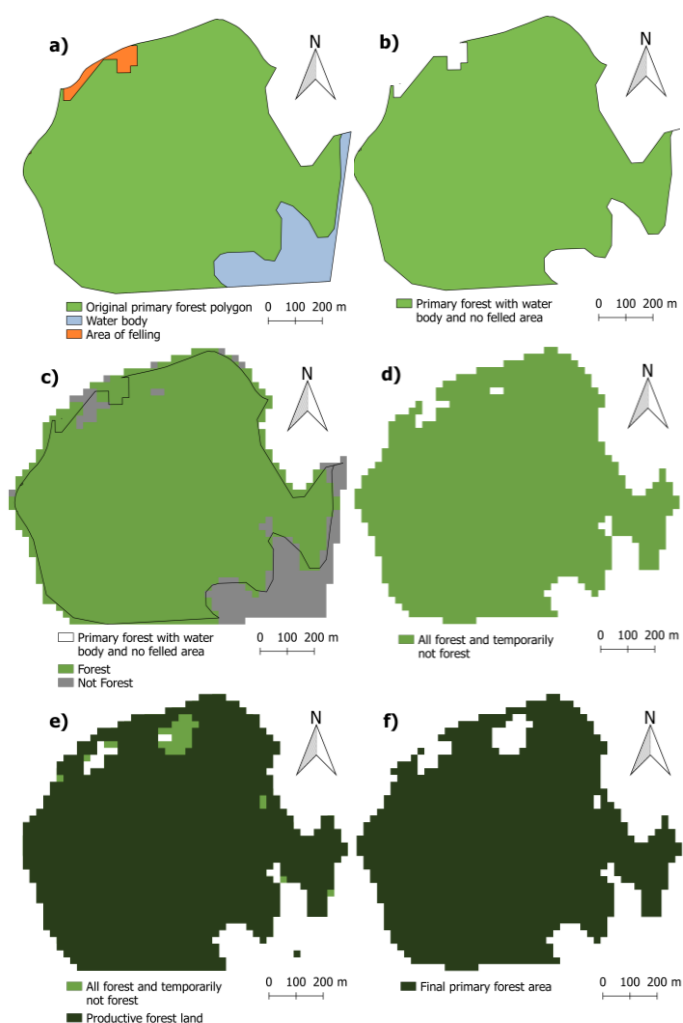 a)
N
Original primary forest polygon
Water body
Area of felling
0 100 200 m
b)
N
Primary forest with water
body and no felled area
0 100 200 m
c)
N
Primary forest with water
body and no felled area
Forest
Not Forest
0 100 200 m
d)
N
All forest and temporarily
not forest
0 100 200 m
e)
N
All forest and temporarily
not forest
Productive forest land
0 100 200 m
f)
N
Final primary forest area
0 100 200 m